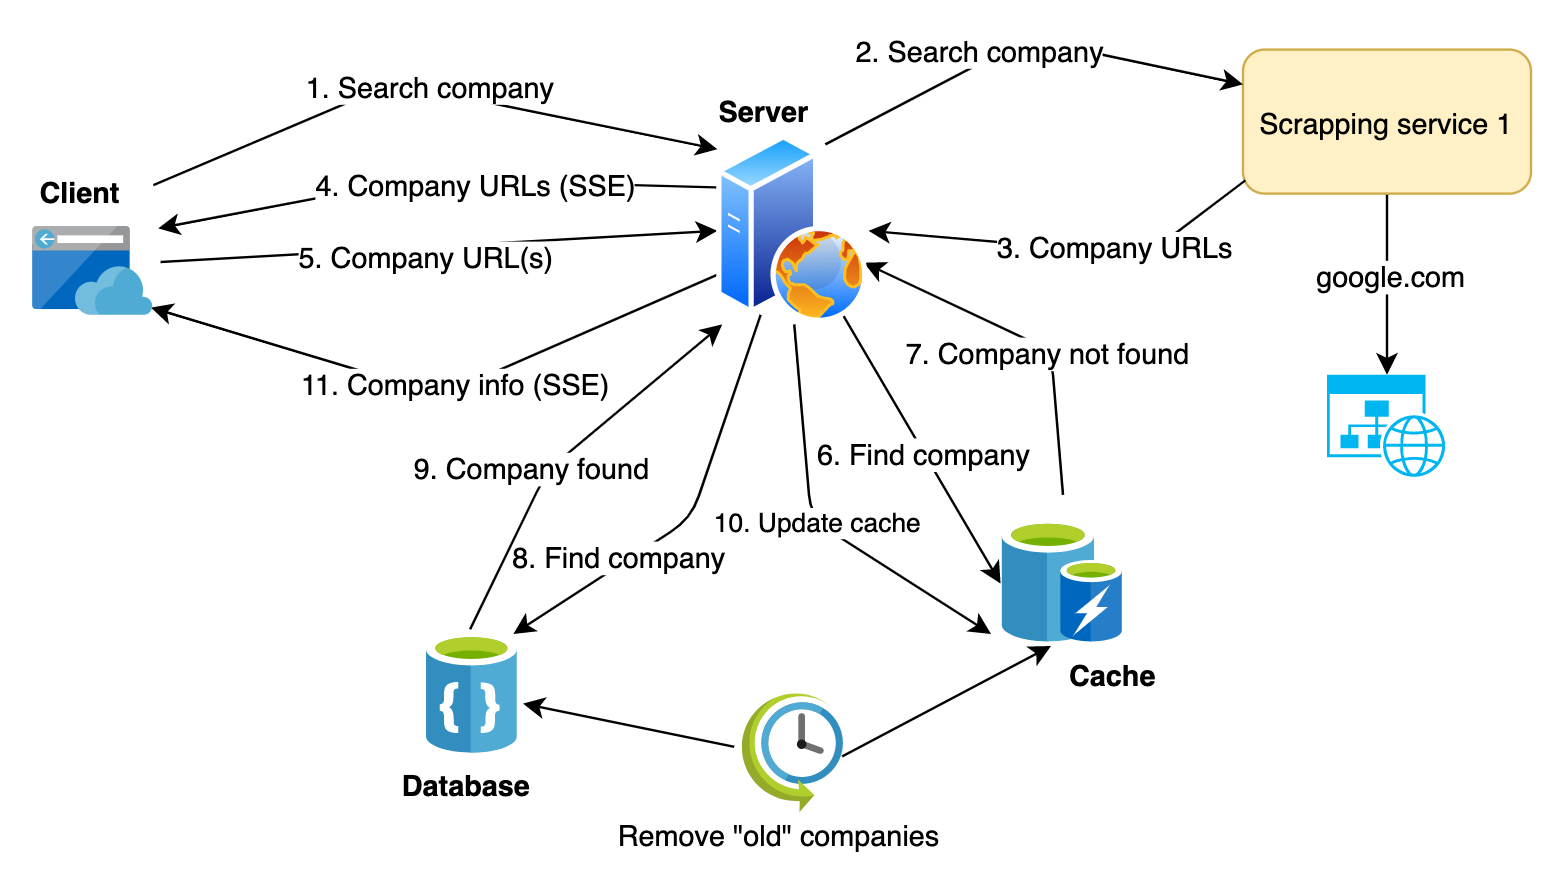 2. Search company
1. Search company
Server
Scrapping service 1
Client
4. Company URLs (SSE)
3. Company URLs
5. Company URL(s)
google.com
7. Company not found
11. Company info (SSE)
6. Find company
9. Company found
10. Update cache
8. Find company
Cache
{ }
Database
Remove "old" companies